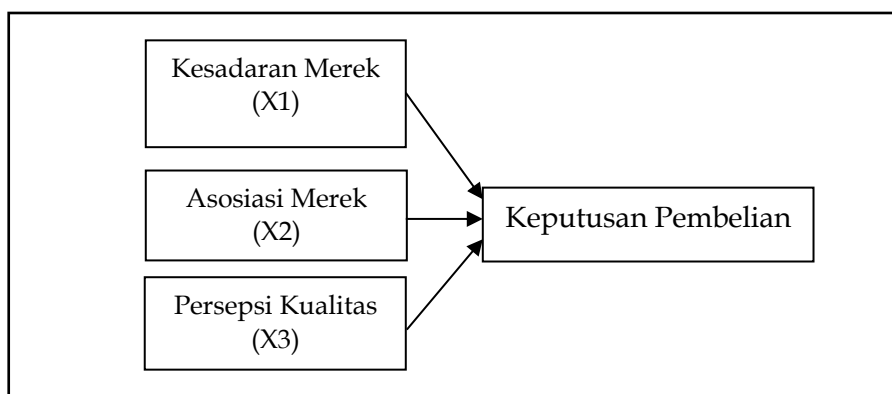 Kesadaran Merek
(X1)
Asosiasi Merek
(X2)
Persepsi Kualitas
(X3)
Keputusan Pembelian